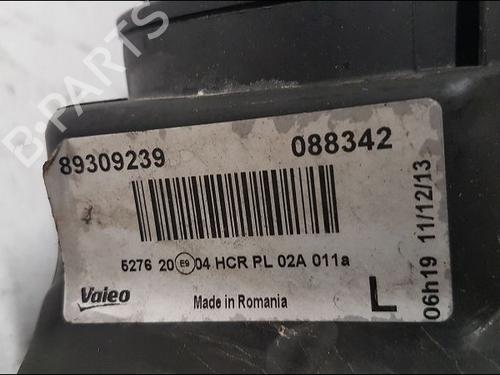 B-PARTS
89309239
088342
5276 20 E9 04 HCR PL 02A 011a
Valeo
Made in Romania
L
06h19 11/12/13